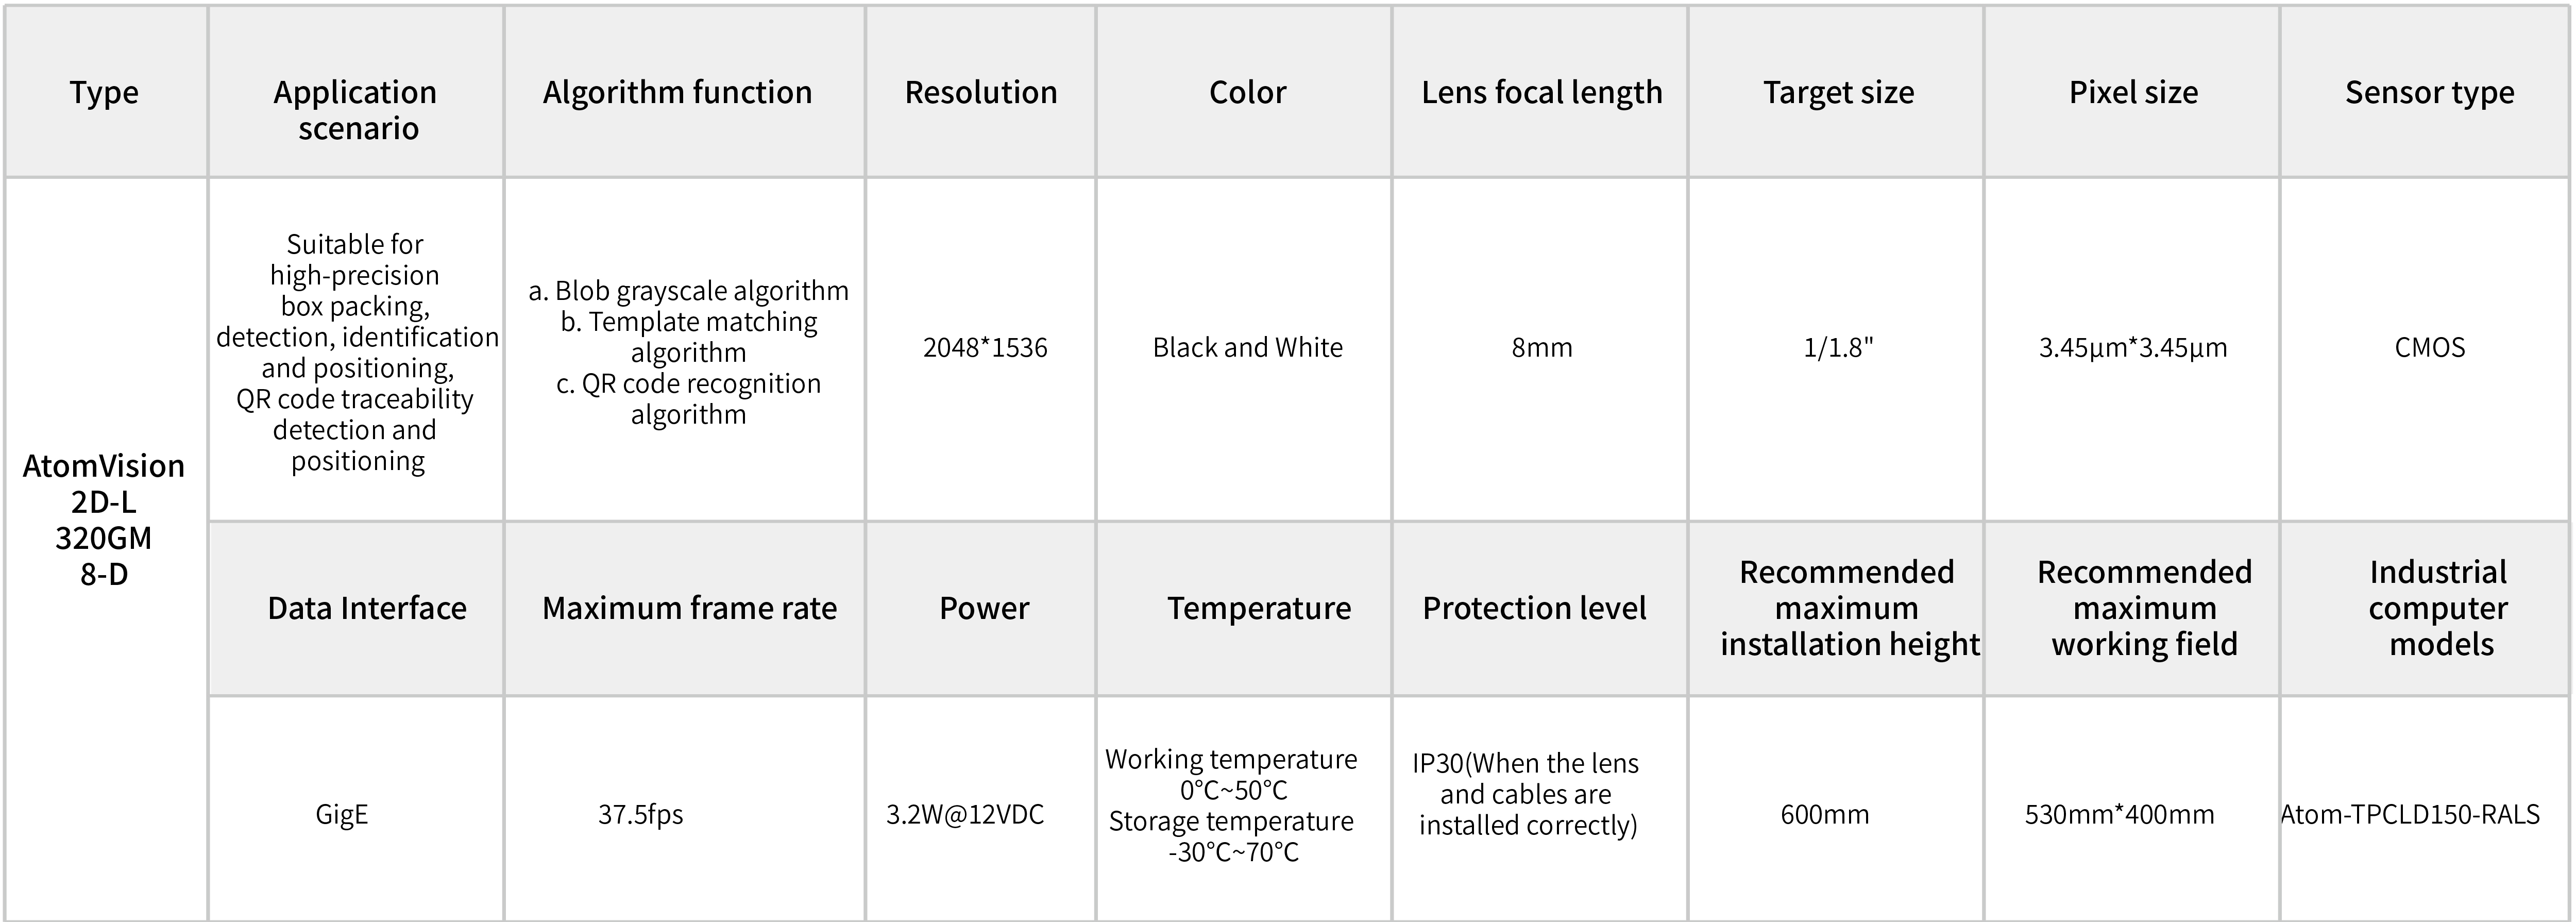 Type
Application
scenario
Algorithm function
Resolution
Color
Lens focal length
Target size
Pixel size
Sensor type
AtomVision
2D-L
320GM
8-D
Suitable for
high-precision
box packing,
detection, identification
and positioning,
QR code traceability
detection and
positioning
a. Blob grayscale algorithm
b. Template matching
algorithm
c. QR code recognition
algorithm
2048*1536
Black and White
8mm
1/1.8"
3.45μm*3.45μm
CMOS
Data Interface
Maximum frame rate
Power
Temperature
Protection level
Recommended
maximum
installation height
Recommended
maximum
working field
Industrial
computer
models
GigE
37.5fps
3.2W@12VDC
Working temperature
0°C~50°C
Storage temperature
-30°C~70°C
IP30(When the lens
and cables are
installed correctly)
600mm
530mm*400mm
Atom-TPCLD150-RALS